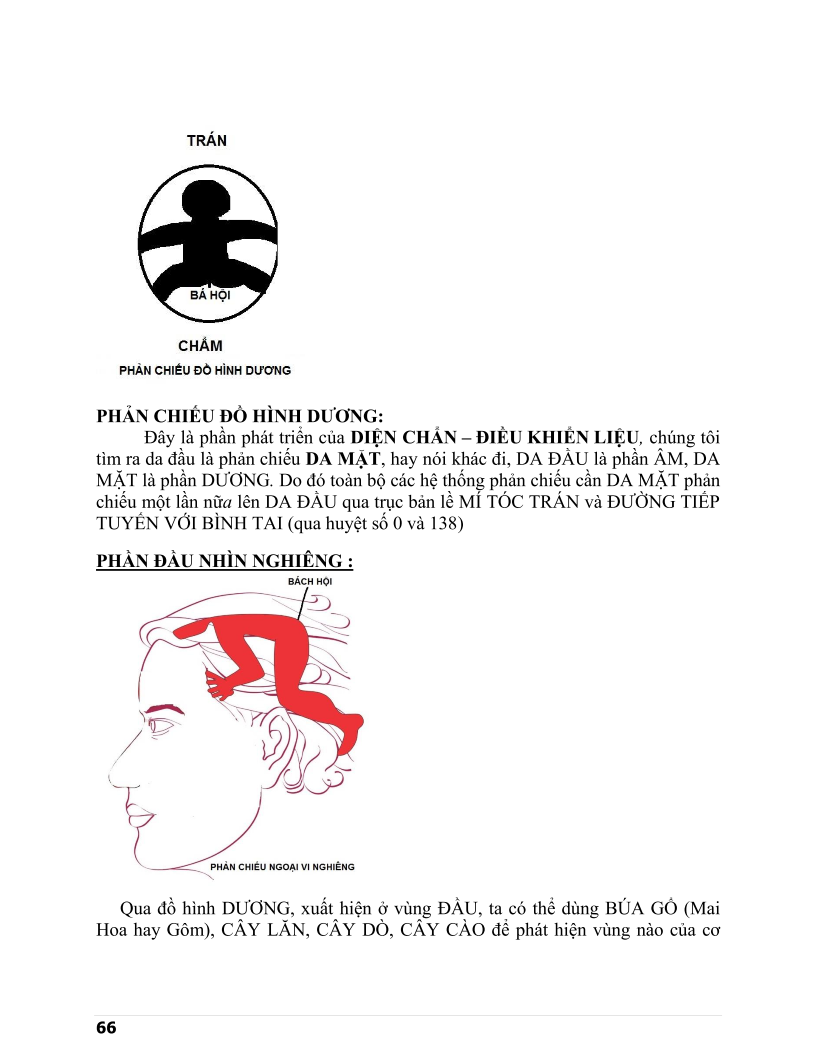 TRÁN
BÁ HỘI
CHẨM
PHẢN CHIẾU ĐỒ HÌNH DƯƠNG
PHẢN CHIẾU ĐỒ HÌNH DƯƠNG:
Đây là phần phát triển của DIỆN CHẨN – ĐIỀU KHIỂN LIỆU, chúng tôi
tìm ra da đầu là phản chiếu DA MẶT, hay nói khác đi, DA ĐẦU là phần ÂM, DA
MẶT là phần DƯƠNG. Do đó toàn bộ các hệ thống phản chiếu cần DA MẶT phản
chiếu một lần nữa lên DA ĐẦU qua trục bản lề MÍ TÓC TRÁN và ĐƯỜNG TIẾP
TUYẾN VỚI BÌNH TAI (qua huyệt số 0 và 138)
PHẦN ĐẦU NHÌN NGHIÊNG :
BÁCH HỘI
PHẢN CHIẾU NGOẠI VI NGHIÊNG
Qua đồ hình DƯƠNG, xuất hiện ở vùng ĐẦU, ta có thể dùng BÚA GỔ (Mai
Hoa hay Gôm), CÂY LĂN, CÂY DÒ, CÂY CÀO để phát hiện vùng nào của cơ
66